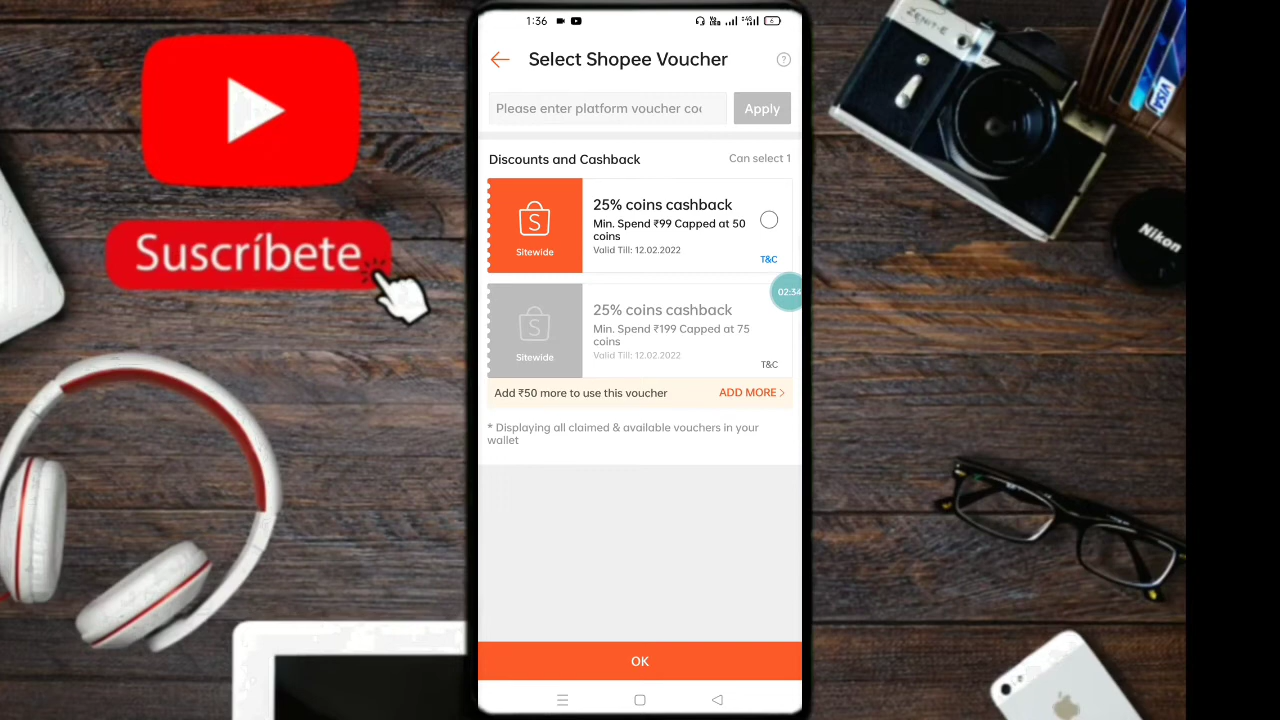 1:36
6
Select Shopee Voucher
?
Please enter platform voucher co
Apply
Discounts and Cashback
Can select 1
25% coins cashback
Min. Spend ₹99 Capped at 50
coins
Valid Till: 12.02.2022
Sitewide
T&C
02:34
25% coins cashback
Min. Spend ₹199 Capped at 75
coins
Valid Till: 12.02.2022
Sitewide
T&C
Add ₹50 more to use this voucher
ADD MORE >
* Displaying all claimed & available vouchers in your
wallet
OK
Suscríbete
ZENIT-E
VISA
Nikon